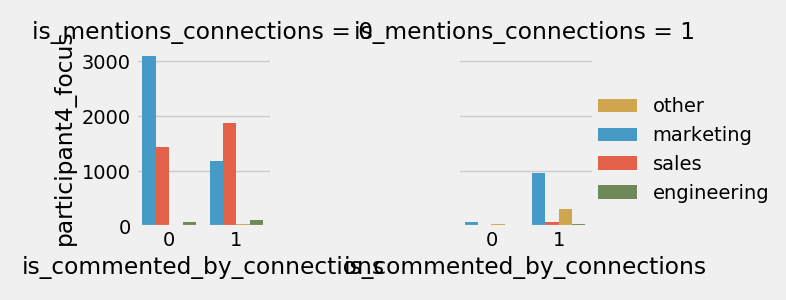 is_mentions_connections = 0
is_mentions_connections = 1
participant4_focus
3000
2000
1000
0
0
1
0
1
is_commented_by_connections
is_commented_by_connections
other
marketing
sales
engineering